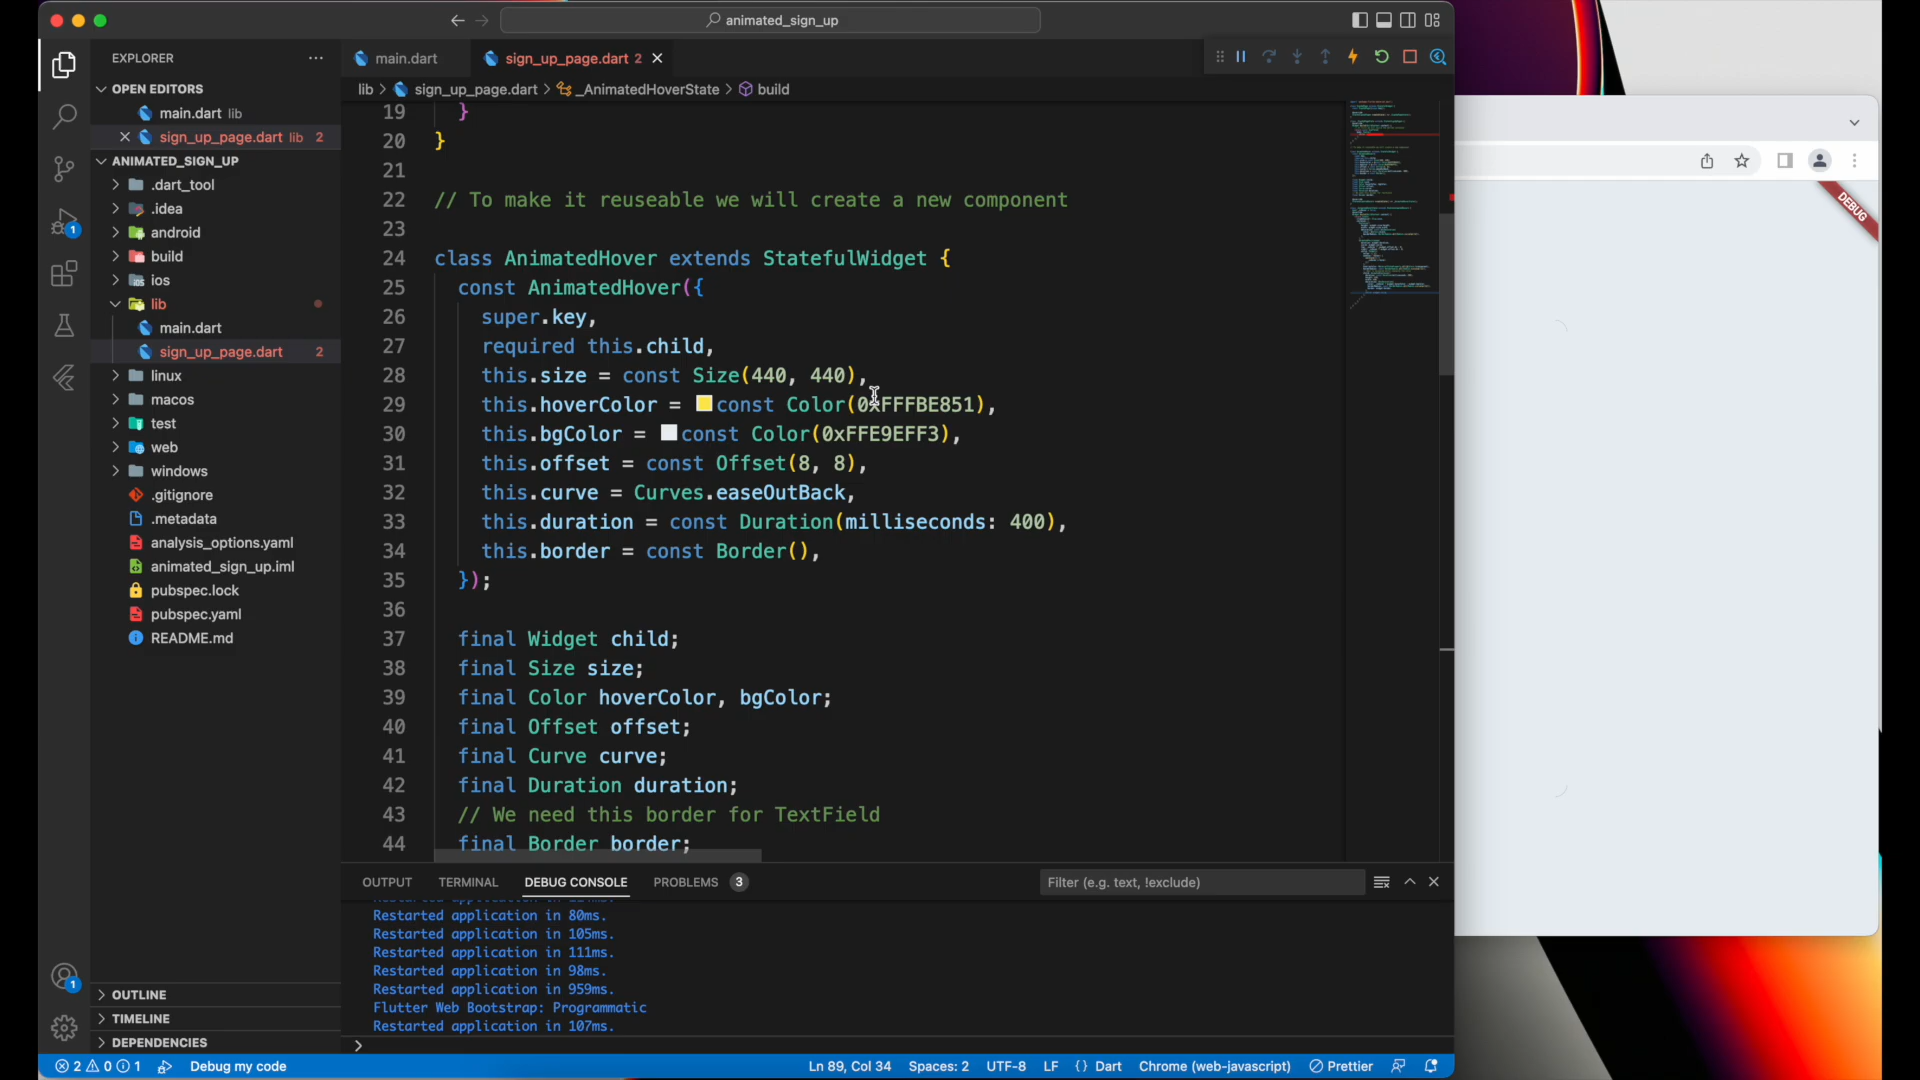 animated_sign_up
EXPLORER
OPEN EDITORS
main.dart lib
sign_up_page.dart lib 2
ANIMATED_SIGN_UP
.dart_tool
.idea
android
build
ios
lib
main.dart
sign_up_page.dart 2
linux
macos
test
web
windows
.gitignore
.metadata
analysis_options.yaml
animated_sign_up.iml
pubspec.lock
pubspec.yaml
README.md
OUTLINE
TIMELINE
DEPENDENCIES
1
1
main.dart
sign_up_page.dart 2
lib > sign_up_page.dart > _AnimatedHoverState > build
19 }
20 }
21
22 // To make it reuseable we will create a new component
23
24 class AnimatedHover extends StatefulWidget {
25 const AnimatedHover({
26 super.key,
27 required this.child,
28 this.size = const Size(440, 440),
29 this.hoverColor = const Color(0xFFFBE851),
30 this.bgColor = const Color(0xFFE9EFF3),
31 this.offset = const Offset(8, 8),
32 this.curve = Curves.easeOutBack,
33 this.duration = const Duration(milliseconds: 400),
34 this.border = const Border(),
35 });
36
37 final Widget child;
38 final Size size;
39 final Color hoverColor, bgColor;
40 final Offset offset;
41 final Curve curve;
42 final Duration duration;
43 // We need this border for TextField
44 final Border border;
OUTPUT TERMINAL DEBUG CONSOLE PROBLEMS 3
Filter (e.g. text, !exclude)
Restarted application in 80ms.
Restarted application in 105ms.
Restarted application in 111ms.
Restarted application in 98ms.
Restarted application in 959ms.
Flutter Web Bootstrap: Programmatic
Restarted application in 107ms.
>
2 0 1 Debug my code Ln 89, Col 34 Spaces: 2 UTF-8 LF {} Dart Chrome (web-javascript) Prettier
DEBUG